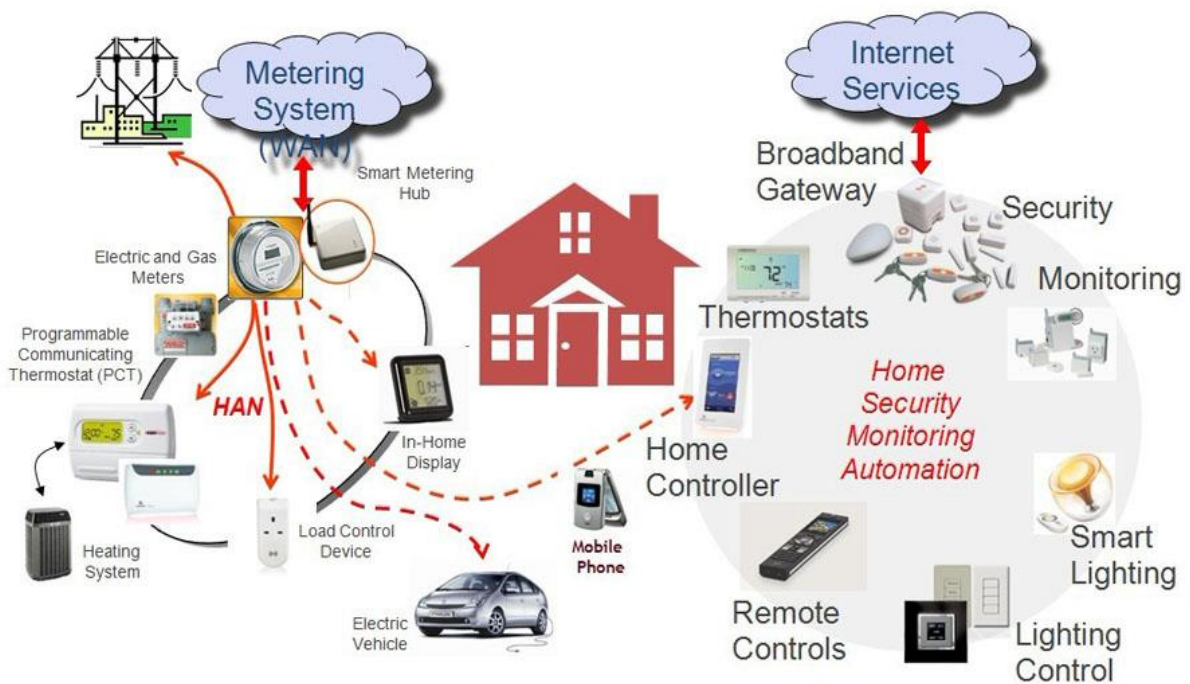 Metering
System
(WAN)
Internet
Services
Smart Metering
Hub
Broadband
Gateway
Security
Electric and Gas
Meters
Monitoring
72
Thermostats
Programmable
Communicating
Thermostat (PCT)
HAN
Home
Security
Monitoring
Automation
In-Home
Display
Home
Controller
Load Control
Device
Heating
System
Mobile
Phone
Smart
Lighting
Electric
Vehicle
Remote
Controls
Lighting
Control